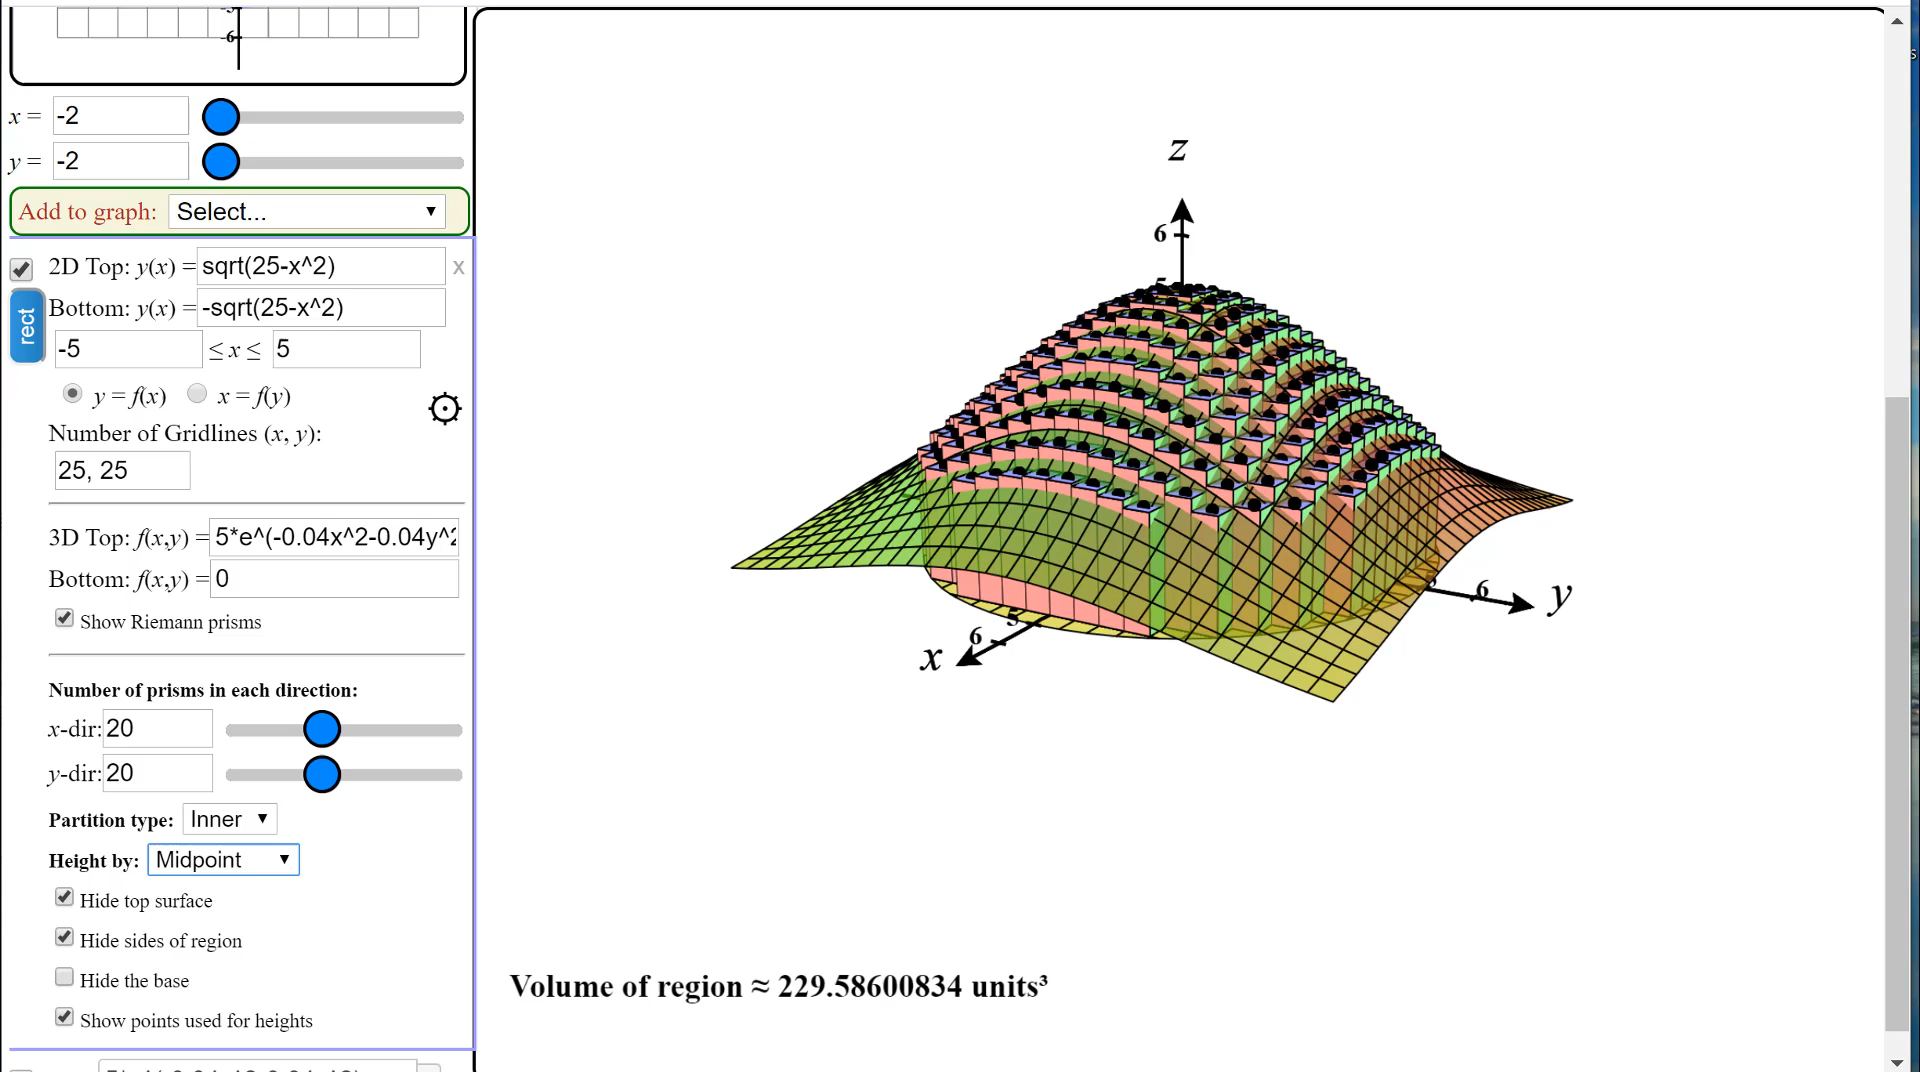 -6
x = -2
y = -2
Add to graph: Select...
2D Top: y(x) = sqrt(25-x^2) x
Bottom: y(x) = -sqrt(25-x^2)
rect
-5 ≤ x ≤ 5
y = f(x) x = f(y)
Number of Gridlines (x, y):
25, 25
3D Top: f(x,y) = 5*e^(-0.04x^2-0.04y^2
Bottom: f(x,y) = 0
Show Riemann prisms
Number of prisms in each direction:
x-dir: 20
y-dir: 20
Partition type: Inner
Height by: Midpoint
Hide top surface
Hide sides of region
Hide the base
Show points used for heights
z
6
5
6
y
5
6
x
Volume of region ≈ 229.58600834 units³